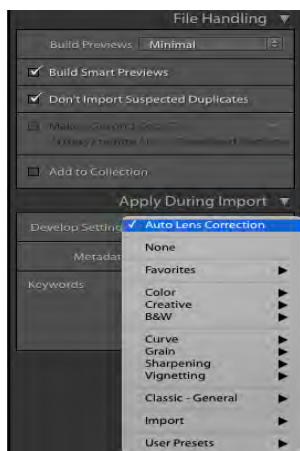 File Handling
Build Previews Minimal
Build Smart Previews
Don't Import Suspected Duplicates
Add to Collection
Apply During Import
Develop Setting Auto Lens Correction
None
Metadat
Favorites
Keywords
Color
Creative
B&W
Curve
Grain
Sharpening
Vignetting
Classic - General
Import
User Presets